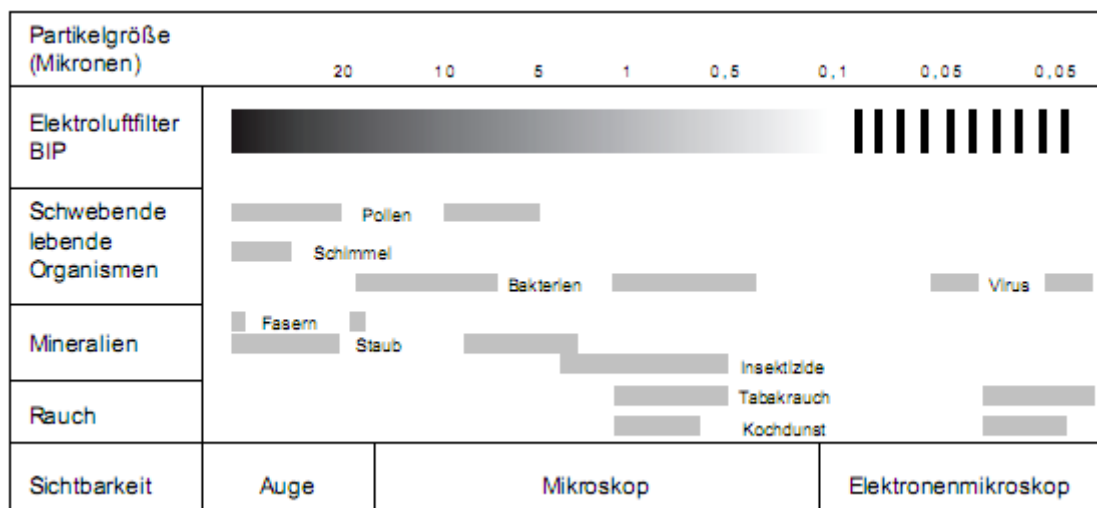 Partikelgröße
(Mikronen)
20 10 5 1 0,5 0,1 0,05 0,05
Elektroluftfilter
BIP
Schwebende
lebende
Organismen
Pollen
Schimmel
Bakterien Virus
Mineralien
Fasern
Staub
Insektizide
Rauch
Tabakrauch
Kochdunst
Sichtbarkeit Auge Mikroskop Elektronenmikroskop